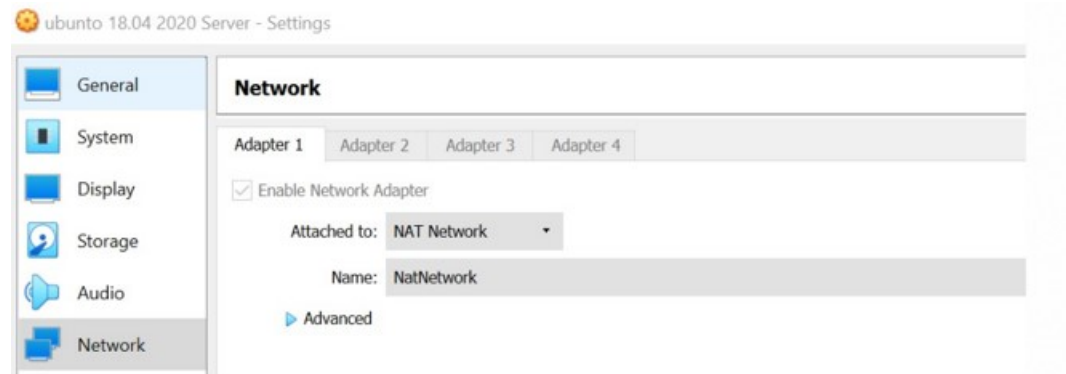 ubunto 18.04 2020 Server - Settings
General
System
Display
Storage
Audio
Network
Network
Adapter 1 Adapter 2 Adapter 3 Adapter 4
Enable Network Adapter
Attached to: NAT Network
Name: NatNetwork
Advanced